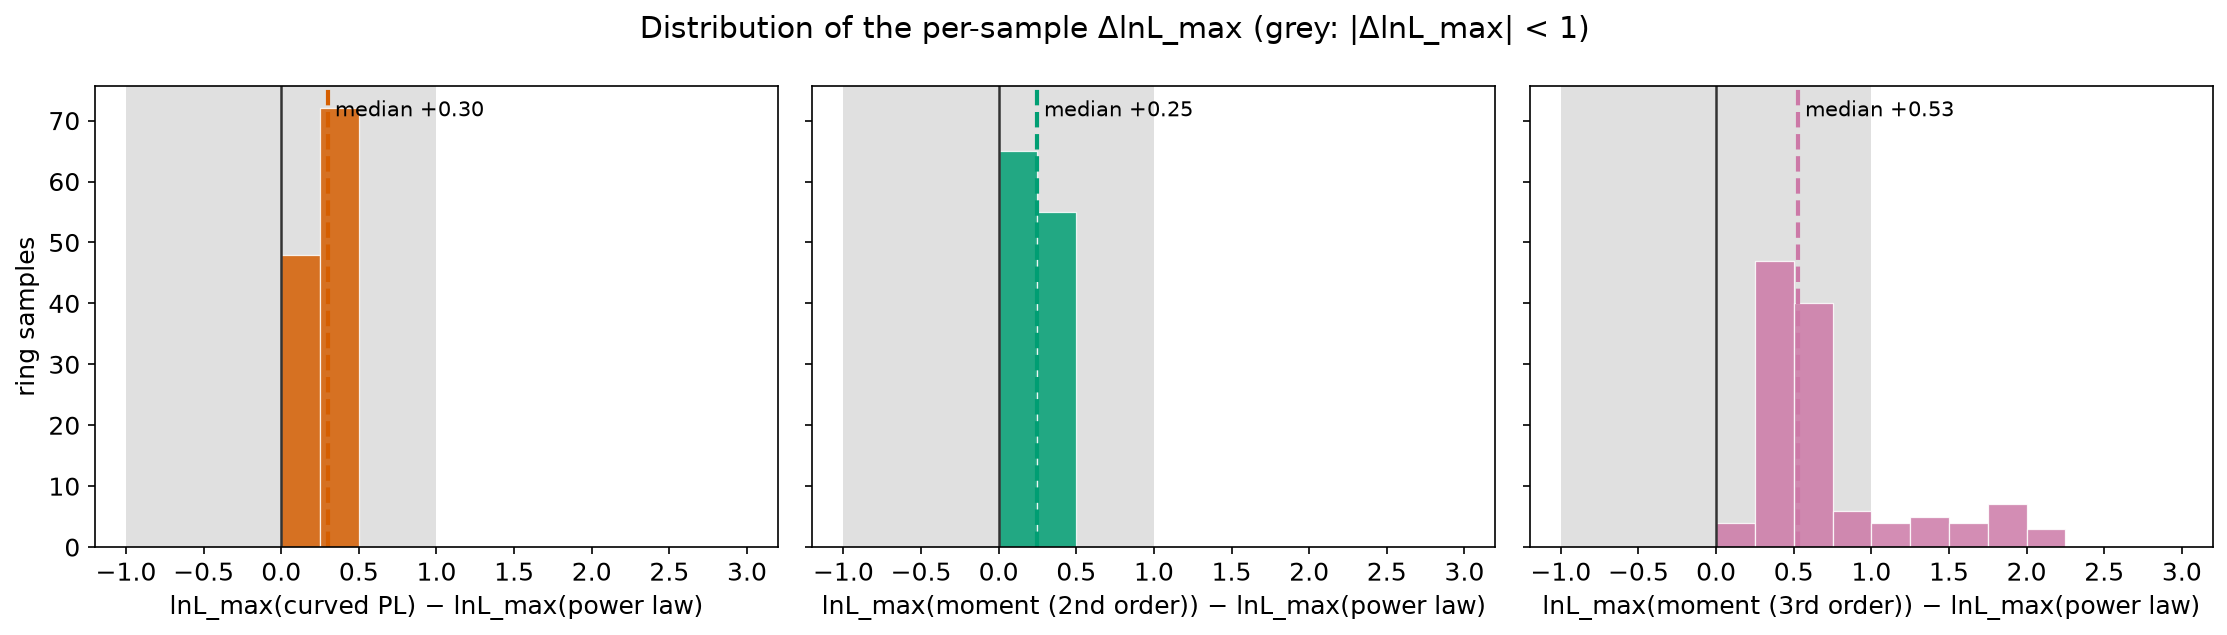 Distribution of the per-sample ΔlnL_max (grey: |ΔlnL_max| < 1)
ring samples
70
60
50
40
30
20
10
0
median +0.30
−1.0 −0.5 0.0 0.5 1.0 1.5 2.0 2.5 3.0
lnL_max(curved PL) − lnL_max(power law)
median +0.25
−1.0 −0.5 0.0 0.5 1.0 1.5 2.0 2.5 3.0
lnL_max(moment (2nd order)) − lnL_max(power law)
median +0.53
−1.0 −0.5 0.0 0.5 1.0 1.5 2.0 2.5 3.0
lnL_max(moment (3rd order)) − lnL_max(power law)